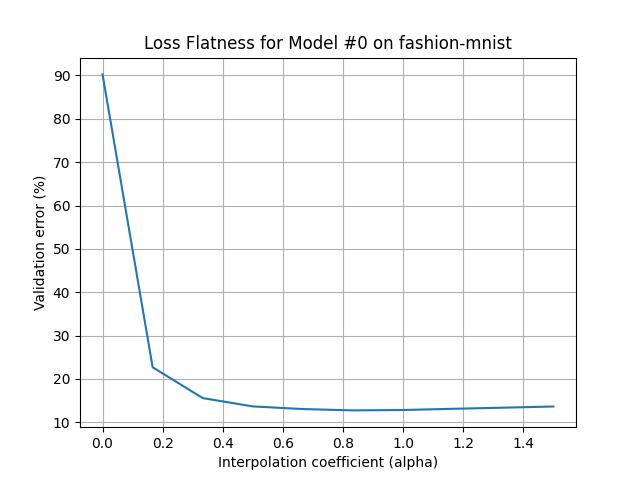 Loss Flatness for Model #0 on fashion-mnist
90
80
70
60
50
40
30
20
10
Validation error (%)
0.0 0.2 0.4 0.6 0.8 1.0 1.2 1.4
Interpolation coefficient (alpha)